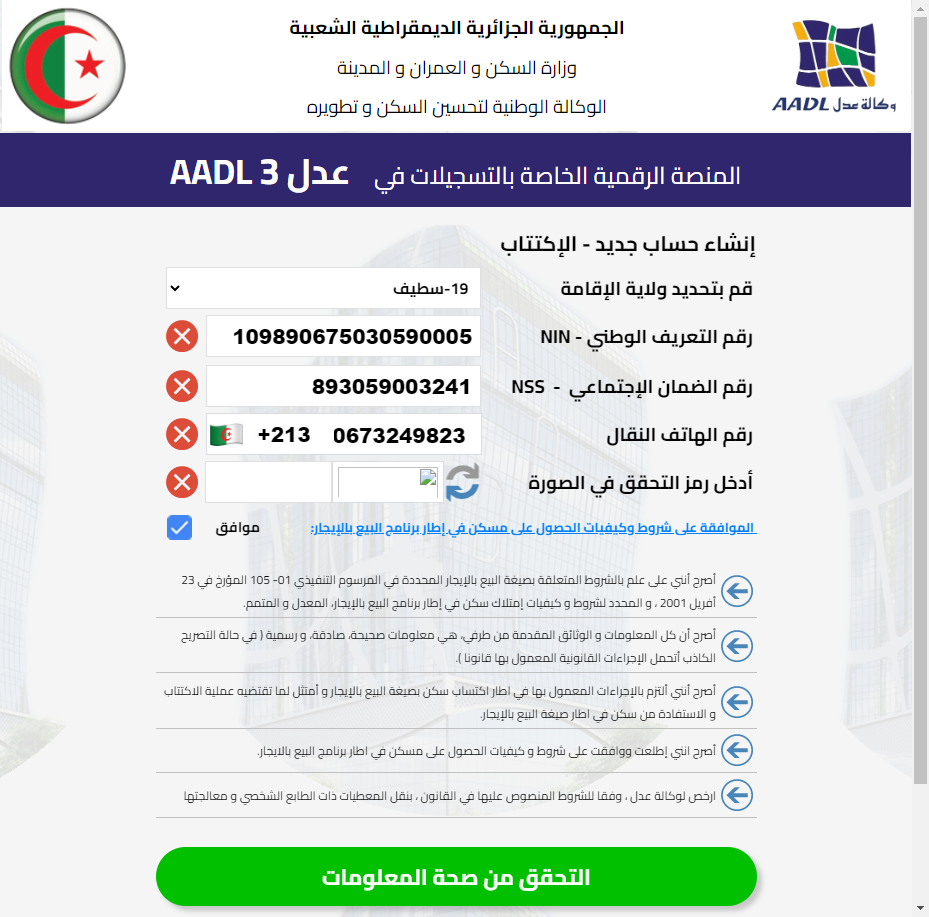 الجمهورية الجزائرية الديمقراطية الشعبية
وزارة السكن و العمران و المدينة
الوكالة الوطنية لتحسين السكن و تطويره
وكالة عدل AADL
المنصة الرقمية الخاصة بالتسجيلات في عدل 3 AADL
إنشاء حساب جديد - الإكتتاب
قم بتحديد ولاية الإقامة 19-سطيف
رقم التعريف الوطني - NIN 109890675030590005
رقم الضمان الإجتماعي - NSS 893059003241
رقم الهاتف النقال +213 0673249823
أدخل رمز التحقق في الصورة
الموافقة على شروط وكيفيات الحصول على مسكن في إطار برنامج البيع بالإيجار: موافق
أصرح أنني على علم بالشروط المتعلقة بصيغة البيع بالإيجار المحددة في المرسوم التنفيذي 01- 105 المؤرخ في 23
أفريل 2001 ، و المحدد لشروط و كيفيات إمتلاك سكن في إطار برنامج البيع بالإيجار، المعدل و المتمم.
أصرح أن كل المعلومات و الوثائق المقدمة من طرفي، هي معلومات صحيحة، صادقة، و رسمية ( في حالة التصريح
الكاذب أتحمل الإجراءات القانونية المعمول بها قانونا ).
أصرح أنني ألتزم بالإجراءات المعمول بها في اطار اكتساب سكن بصيغة البيع بالإيجار و أمتثل لما تقتضيه عملية الاكتتاب
و الاستفادة من سكن في اطار صيغة البيع بالإيجار.
أصرح انني إطلعت ووافقت على شروط و كيفيات الحصول على مسكن في اطار برنامج البيع بالايجار.
ارخص لوكالة عدل ، وفقا للشروط المنصوص عليها في القانون ، بنقل المعطيات ذات الطابع الشخصي و معالجتها
التحقق من صحة المعلومات